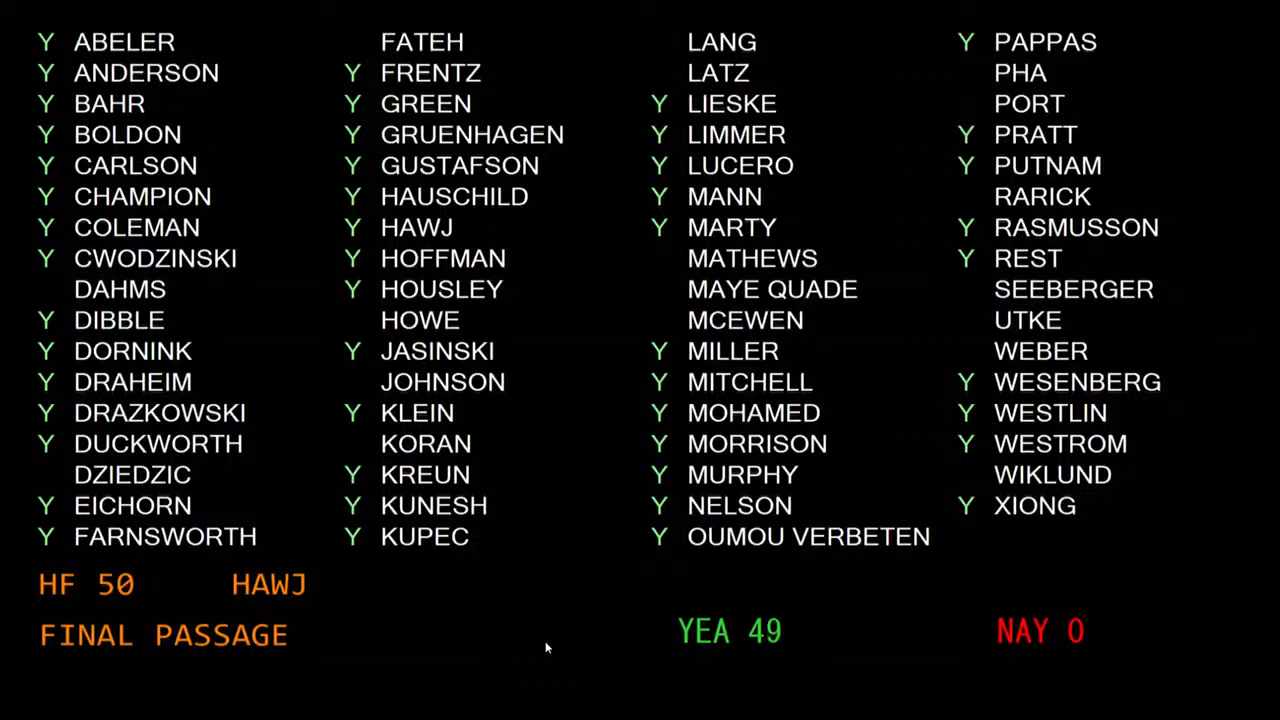 Y ABELER FATEH LANG Y PAPPAS
Y ANDERSON Y FRENTZ LATZ PHA
Y BAHR Y GREEN Y LIESKE PORT
Y BOLDON Y GRUENHAGEN Y LIMMER Y PRATT
Y CARLSON Y GUSTAFSON Y LUCERO Y PUTNAM
Y CHAMPION Y HAUSCHILD Y MANN RARICK
Y COLEMAN Y HAWJ Y MARTY Y RASMUSSON
Y CWODZINSKI Y HOFFMAN MATHEWS Y REST
DAHMS Y HOUSLEY MAYE QUADE SEEBERGER
Y DIBBLE HOWE MCEWEN UTKE
Y DORNINK Y JASINSKI Y MILLER WEBER
Y DRAHEIM JOHNSON Y MITCHELL Y WESENBERG
Y DRAZKOWSKI Y KLEIN Y MOHAMED Y WESTLIN
Y DUCKWORTH KORAN Y MORRISON Y WESTROM
DZIEDZIC Y KREUN Y MURPHY WIKLUND
Y EICHORN Y KUNESH Y NELSON Y XIONG
Y FARNSWORTH Y KUPEC Y OUMOU VERBETEN
HF 50 HAWJ
FINAL PASSAGE YEA 49 NAY 0